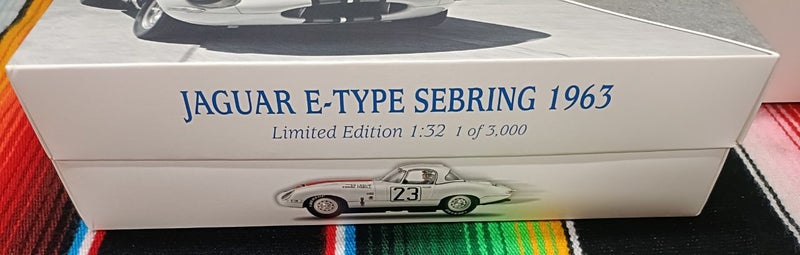 JAGUAR E-TYPE SEBRING 1963
Limited Edition 1:32 1 of 3,000
23